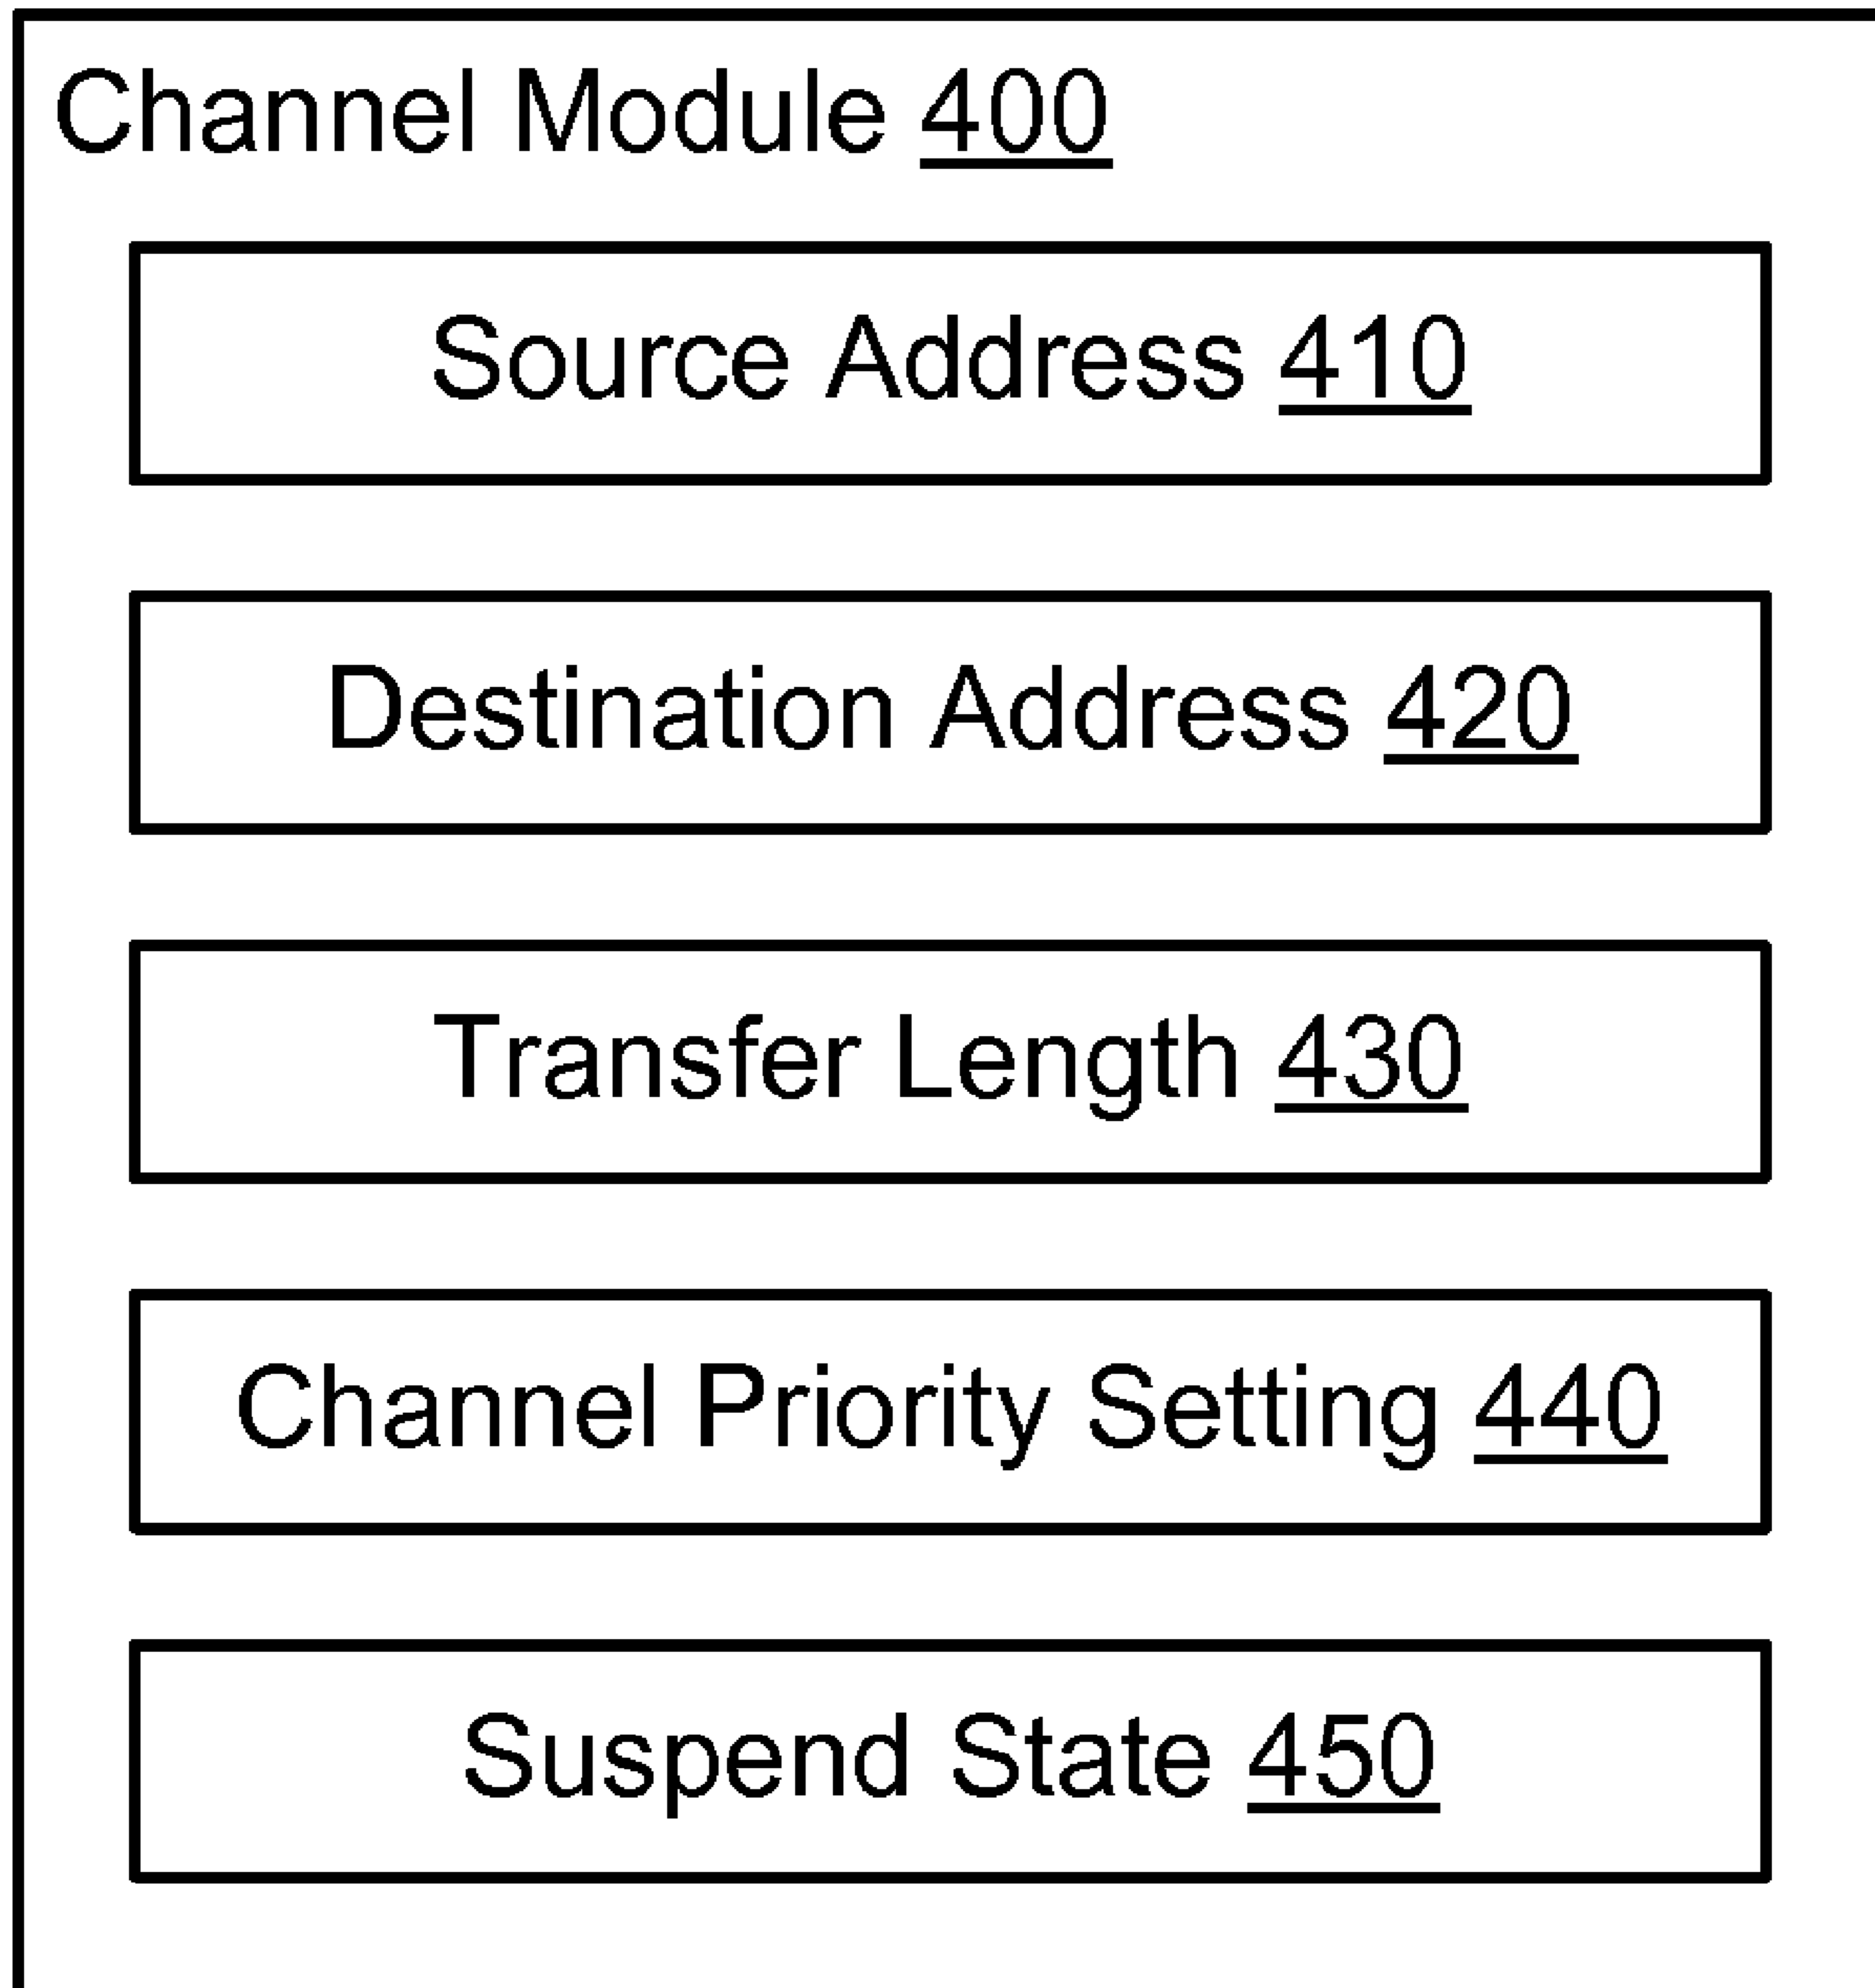 Channel Module 400
Source Address 410
Destination Address 420
Transfer Length 430
Channel Priority Setting 440
Suspend State 450